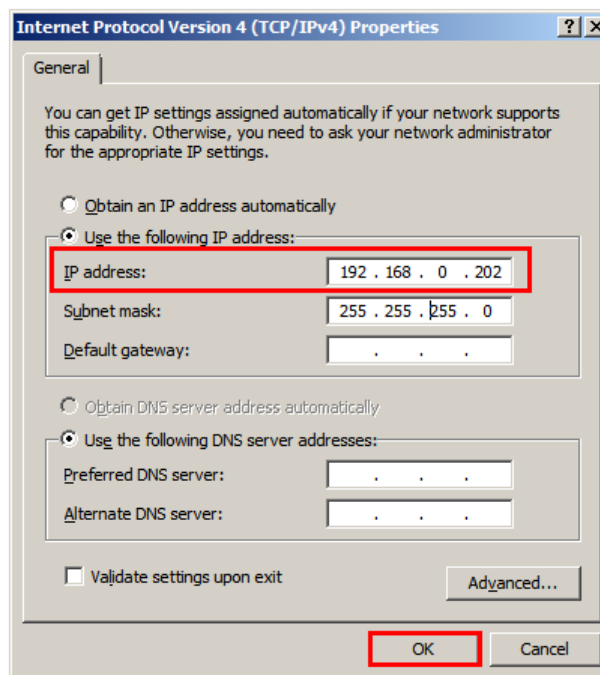 Internet Protocol Version 4 (TCP/IPv4) Properties
General
You can get IP settings assigned automatically if your network supports
this capability. Otherwise, you need to ask your network administrator
for the appropriate IP settings.
Obtain an IP address automatically
Use the following IP address:
IP address: 192 . 168 . 0 . 202
Subnet mask: 255 . 255 . 255 . 0
Default gateway: . . .
Obtain DNS server address automatically
Use the following DNS server addresses:
Preferred DNS server: . . .
Alternate DNS server: . . .
Validate settings upon exit
Advanced...
OK Cancel